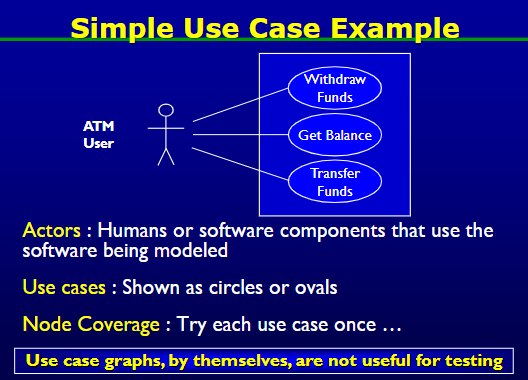 Simple Use Case Example
ATM
User
Withdraw
Funds
Get Balance
Transfer
Funds
Actors : Humans or software components that use the
software being modeled
Use cases : Shown as circles or ovals
Node Coverage : Try each use case once …
Use case graphs, by themselves, are not useful for testing